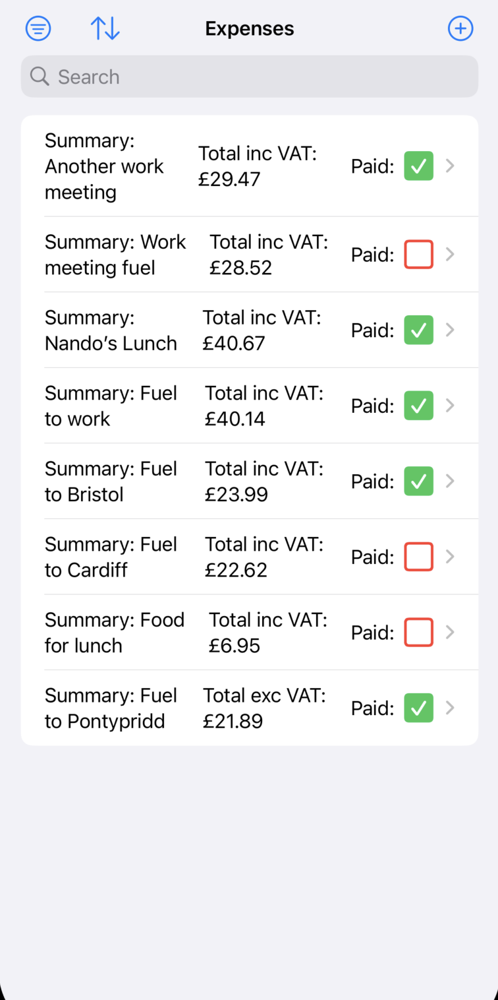 Expenses
Search
Summary:
Another work
meeting
Total inc VAT:
£29.47
Paid:
Summary: Work
meeting fuel
Total inc VAT:
£28.52
Paid:
Summary:
Nando’s Lunch
Total inc VAT:
£40.67
Paid:
Summary: Fuel
to work
Total inc VAT:
£40.14
Paid:
Summary: Fuel
to Bristol
Total inc VAT:
£23.99
Paid:
Summary: Fuel
to Cardiff
Total inc VAT:
£22.62
Paid:
Summary: Food
for lunch
Total inc VAT:
£6.95
Paid:
Summary: Fuel
to Pontypridd
Total exc VAT:
£21.89
Paid: